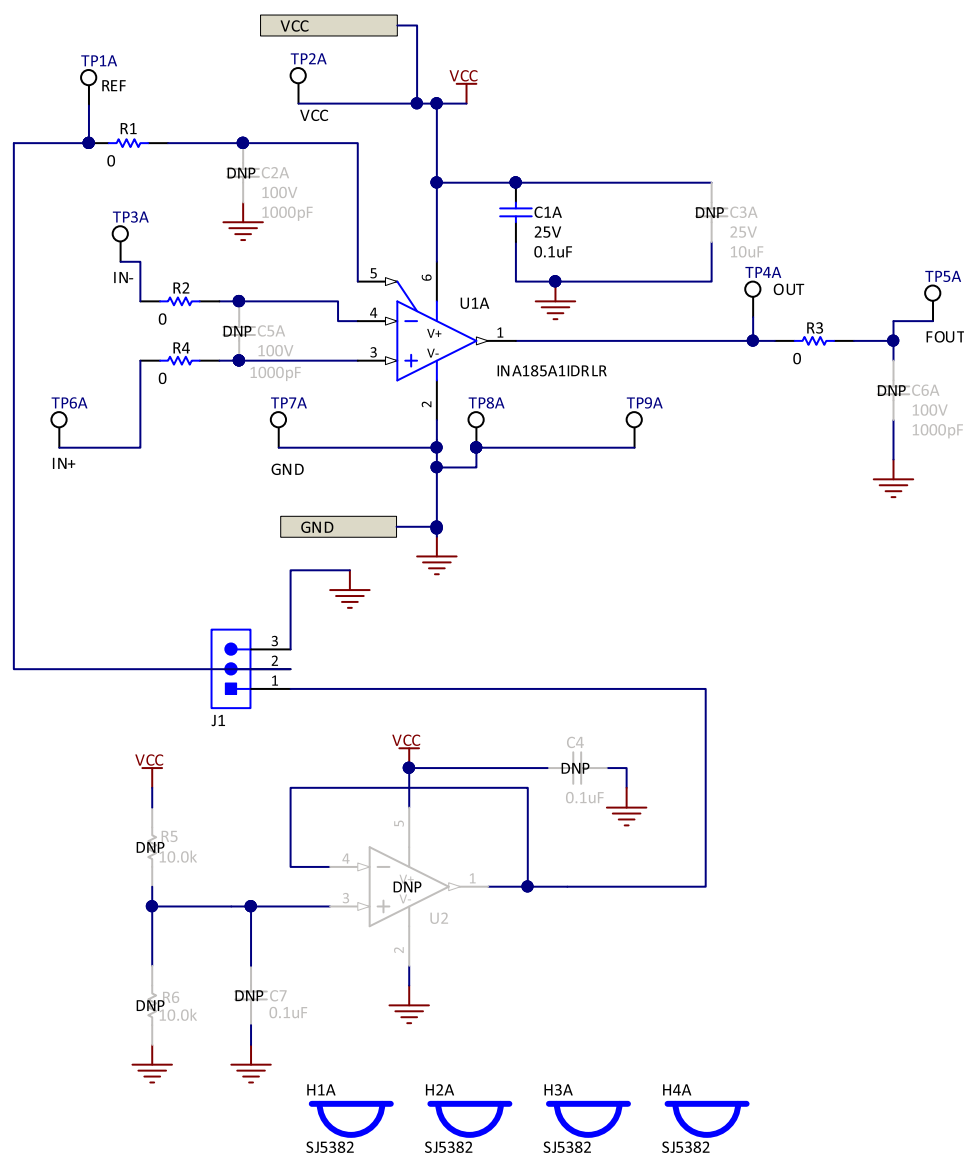 VCC
TP1A
TP2A
REF
VCC
VCC
R1
0
DNP
C2A
100V
1000pF
C1A
25V
0.1uF
DNP
C3A
25V
10uF
TP3A
IN-
5
6
U1A
TP4A
OUT
TP5A
R2
0
4
DNP
C5A
100V
1000pF
V+
V-
1
R3
0
FOUT
R4
0
3
INA185A1IDRLR
DNP
C6A
100V
1000pF
2
TP6A
IN+
TP7A
GND
TP8A
TP9A
GND
3
2
1
J1
VCC
VCC
C4
DNP
0.1uF
R5
DNP
10.0k
5
4
V+
DNP
V-
1
3
U2
2
R6
DNP
10.0k
DNP
C7
0.1uF
H1A
H2A
H3A
H4A
SJ5382
SJ5382
SJ5382
SJ5382